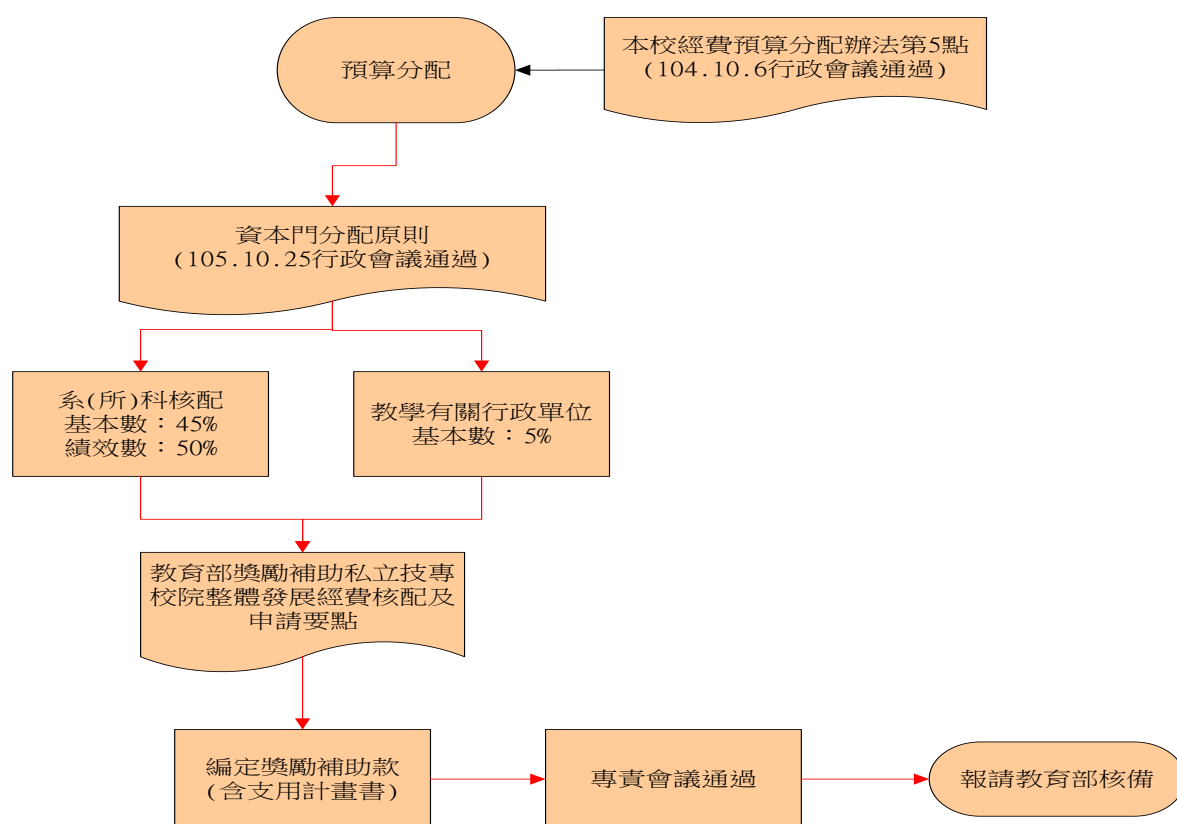 預算分配
本校經費預算分配辦法第5點
(104.10.6行政會議通過)
資本門分配原則
(105.10.25行政會議通過)
系(所)科核配
基本數：45%
績效數：50%
教學有關行政單位
基本數：5%
教育部獎勵補助私立技專
校院整體發展經費核配及
申請要點
編定獎勵補助款
(含支用計畫書)
專責會議通過
報請教育部核備